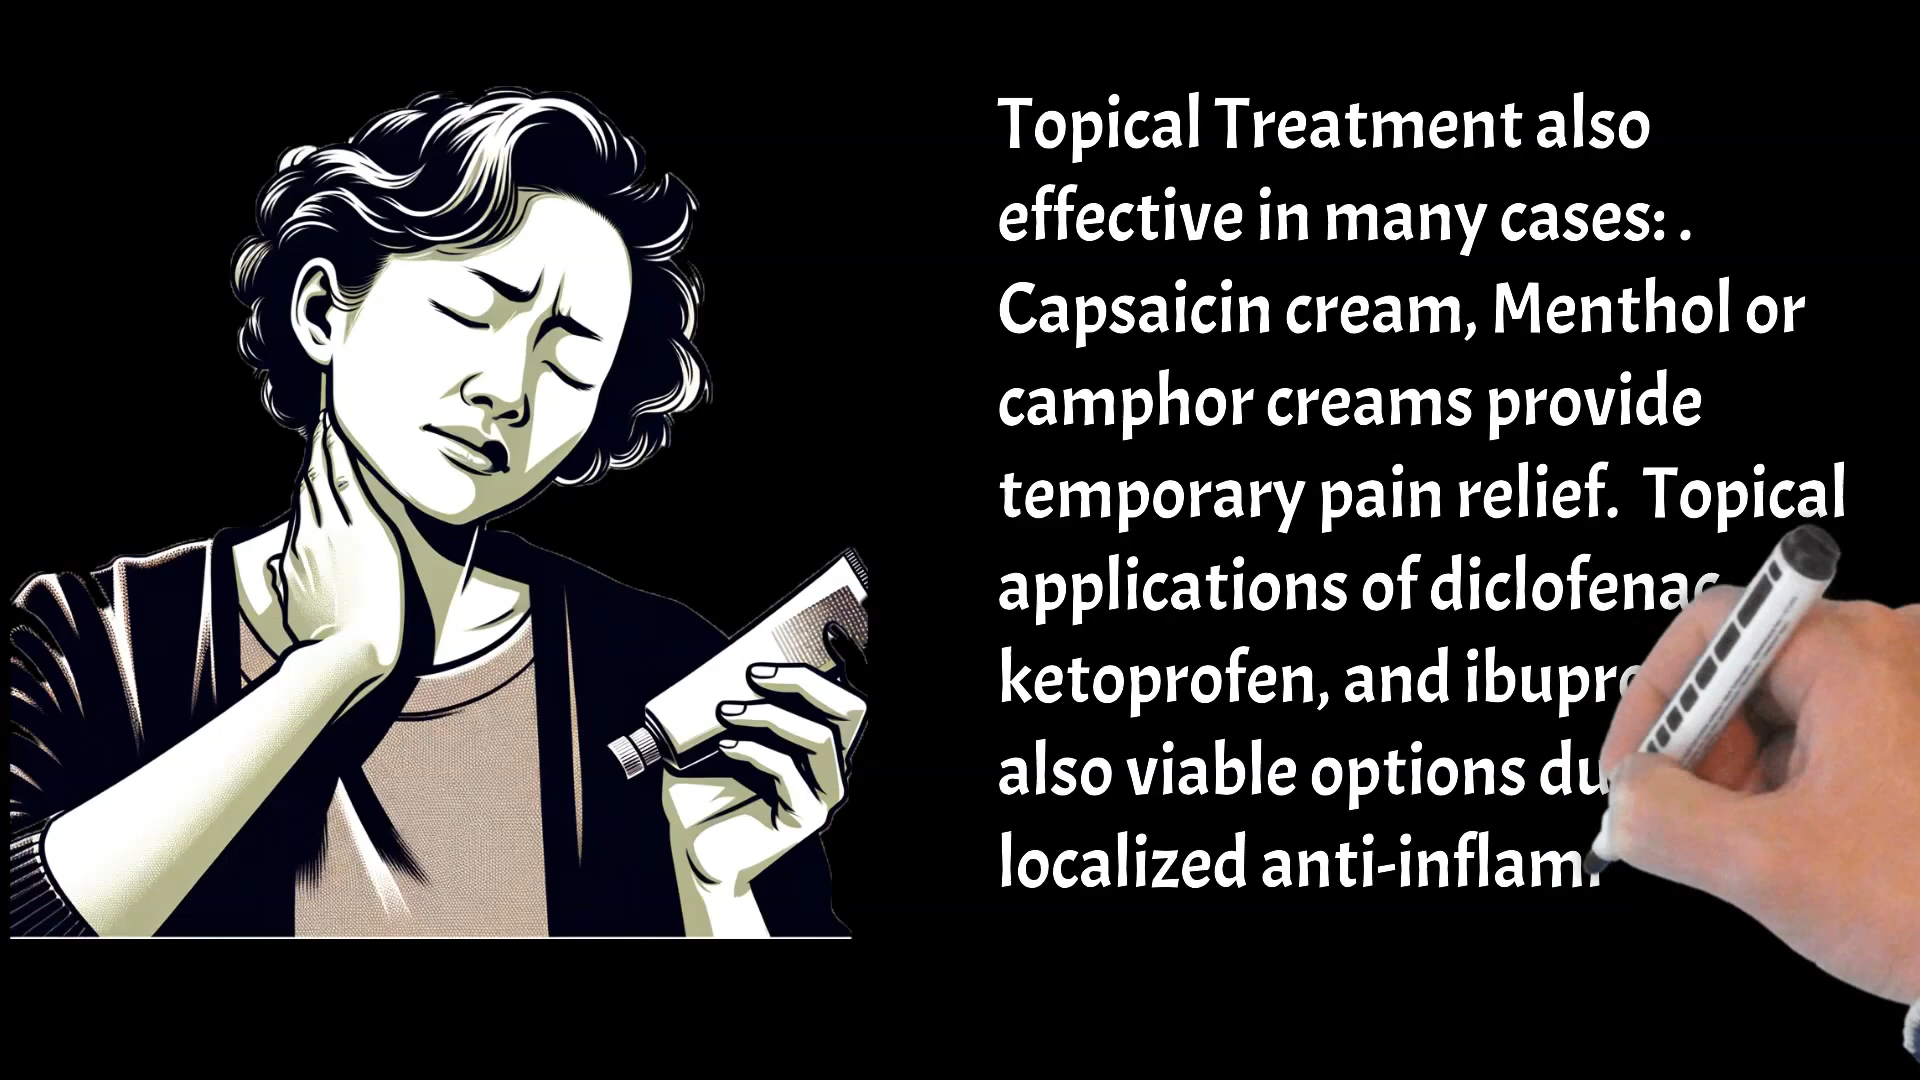 Topical Treatment also
effective in many cases: .
Capsaicin cream, Menthol or
camphor creams provide
temporary pain relief. Topical
applications of diclofenac
ketoprofen, and
also viable options
localized